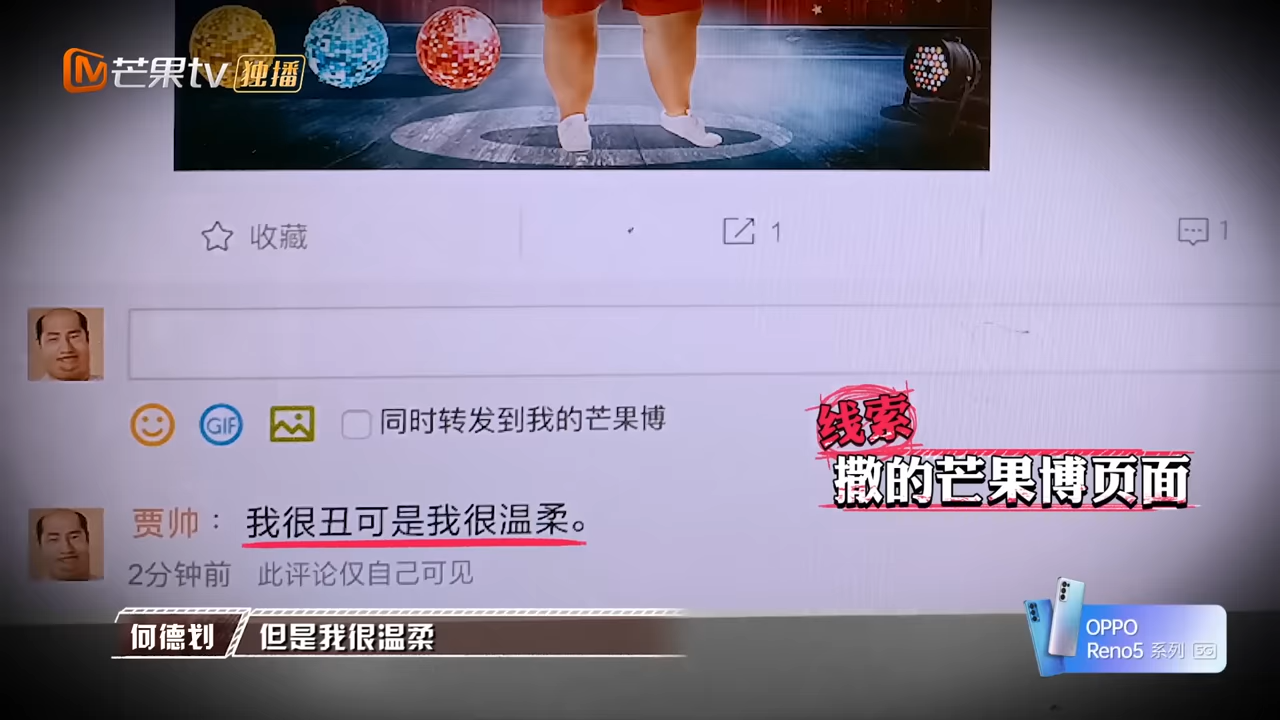 芒果tv 独播
收藏
1
1
GIF
同时转发到我的芒果博
线索
撒的芒果博页面
贾帅：我很丑可是我很温柔。
2分钟前 此评论仅自己可见
何德划 但是我很温柔
OPPO
Reno5 系列 5G